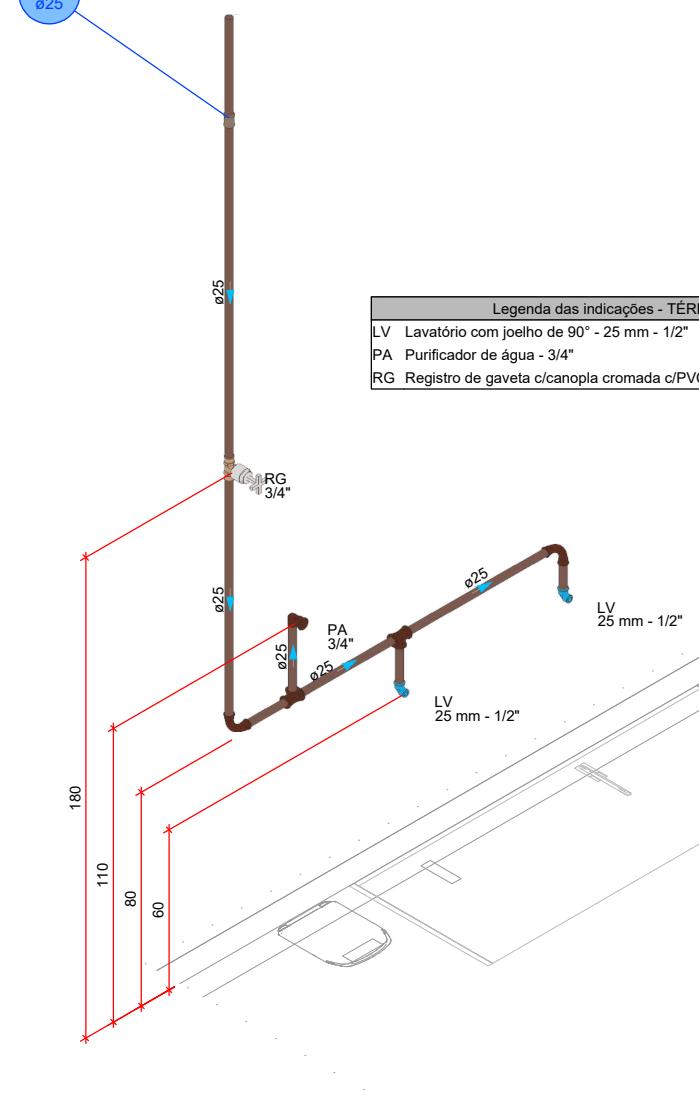 ø25
ø25
Legenda das indicações - TÉR
LV Lavatório com joelho de 90° - 25 mm - 1/2"
PA Purificador de água - 3/4"
RG Registro de gaveta c/canopla cromada c/PV
RG
3/4"
ø25
ø25
LV
25 mm - 1/2"
PA
3/4"
ø25
ø25
LV
25 mm - 1/2"
180
110
80
60